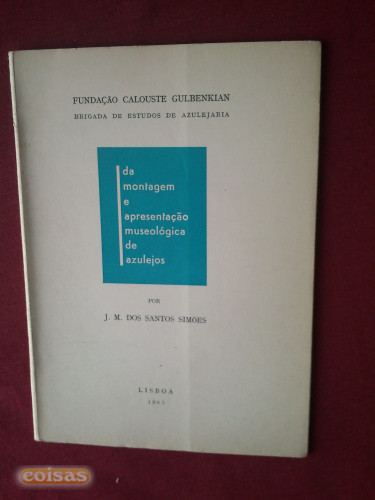 FUNDAÇÃO CALOUSTE GULBENKIAN
BRIGADA DE ESTUDOS DE AZULEJARIA
da
montagem
e
apresentação
museológica
de
azulejos
POR
J. M. DOS SANTOS SIMÕES
LISBOA
1963
coisas